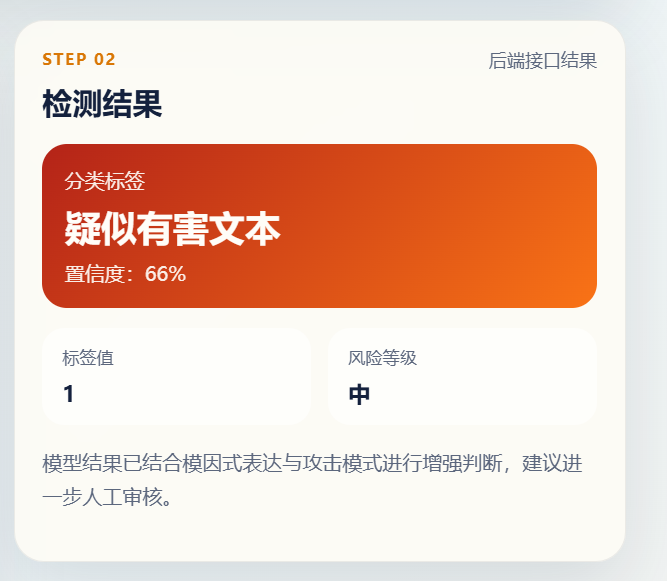 STEP 02
后端接口结果
检测结果
分类标签
疑似有害文本
置信度：66%
标签值
1
风险等级
中
模型结果已结合模因式表达与攻击模式进行增强判断，建议进
一步人工审核。